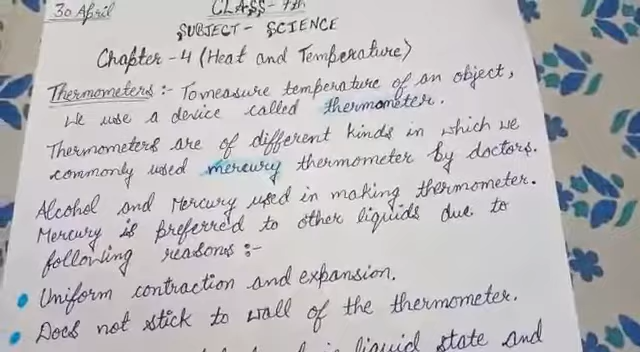 30 April
CLASS - 7th
SUBJECT - SCIENCE
Chapter - 4 (Heat and Temperature)
Thermometers :- To measure temperature of an object,
we use a device called thermometer.
Thermometers are of different kinds in which we
commonly used mercury thermometer by doctors.
Alcohol and Mercury used in making thermometer.
Mercury is preferred to other liquids due to
following reasons :-
• Uniform contraction and expansion.
• Does not stick to wall of the thermometer.
liquid state and